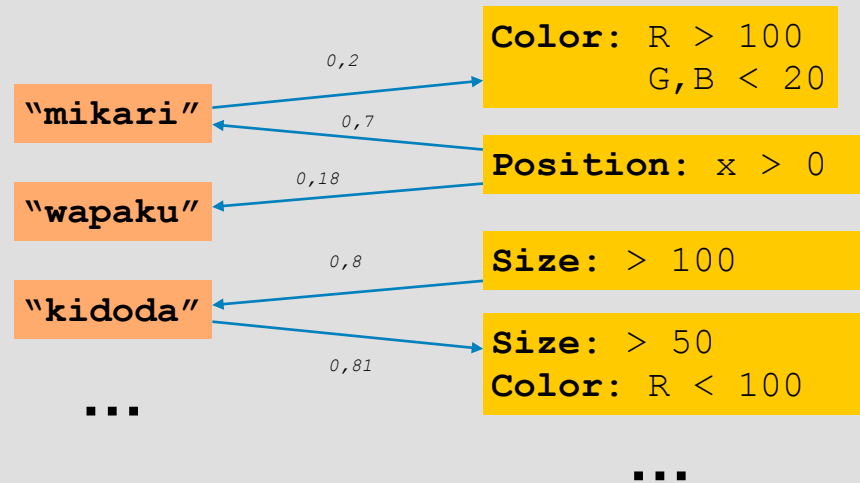 “mikari”
“wapaku”
“kidoda”
...
0,2
0,7
0,18
0,8
0,81
Color: R > 100
G,B < 20
Position: x > 0
Size: > 100
Size: > 50
Color: R < 100
...